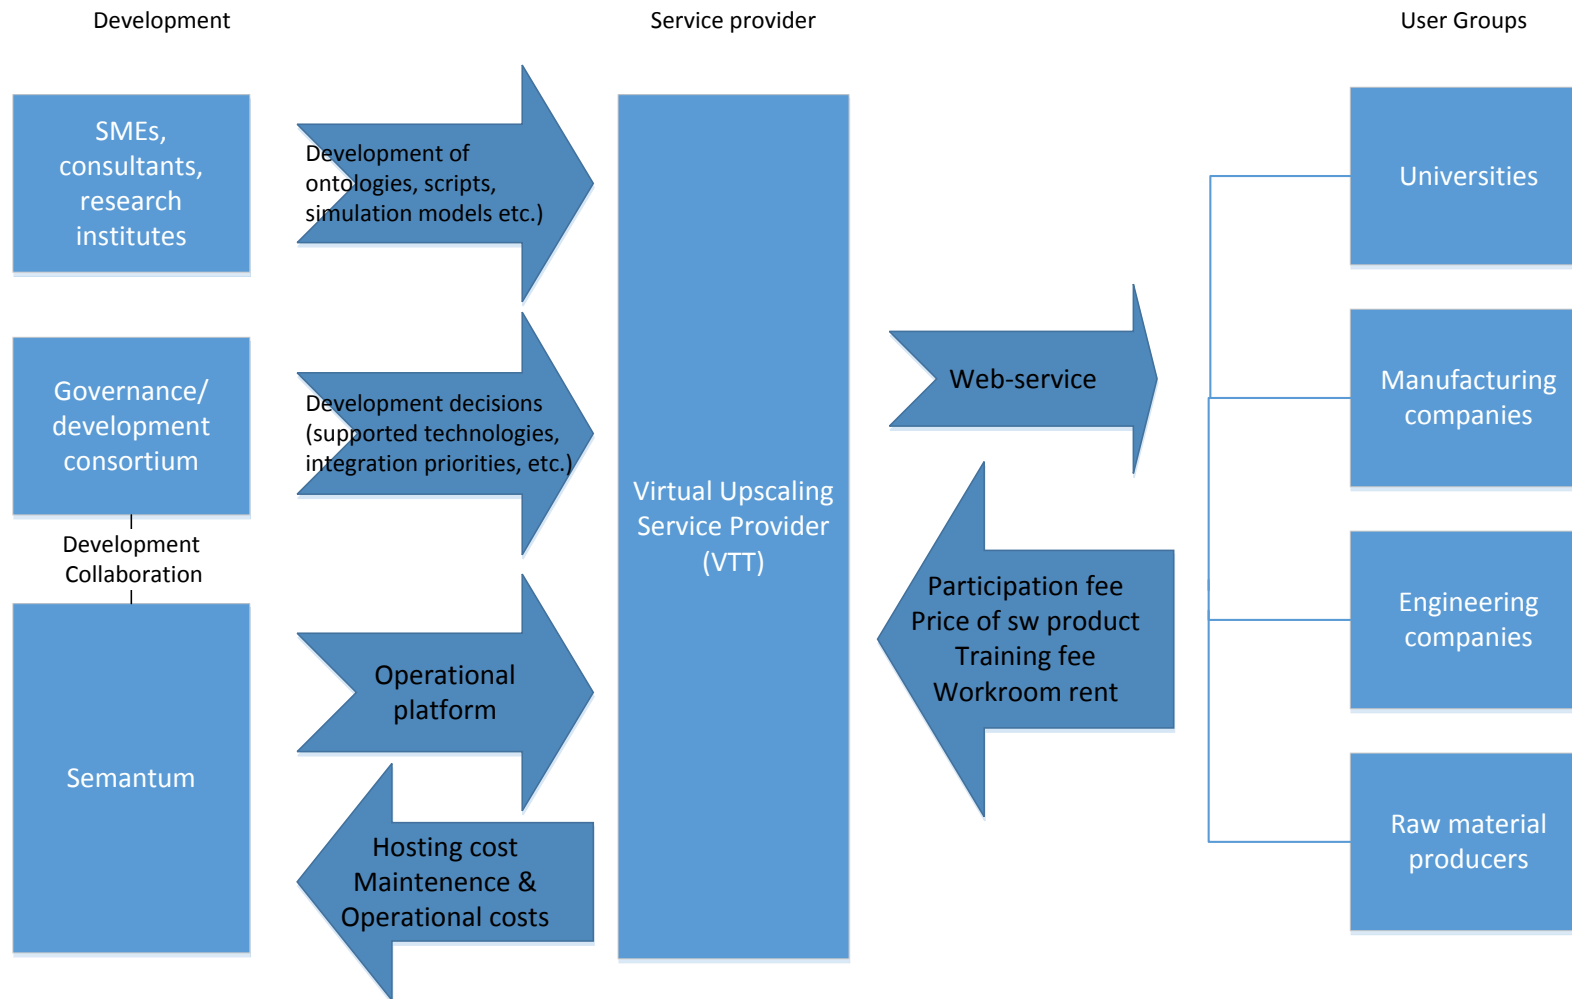 Development
Service provider
User Groups
SMEs,
consultants,
research
institutes
Development of
ontologies, scripts,
simulation models etc.)
Governance/
development
consortium
Development decisions
(supported technologies,
integration priorities, etc.)
Development
Collaboration
Semantum
Operational
platform
Hosting cost
Maintenence &
Operational costs
Virtual Upscaling
Service Provider
(VTT)
Web-service
Participation fee
Price of sw product
Training fee
Workroom rent
Universities
Manufacturing
companies
Engineering
companies
Raw material
producers